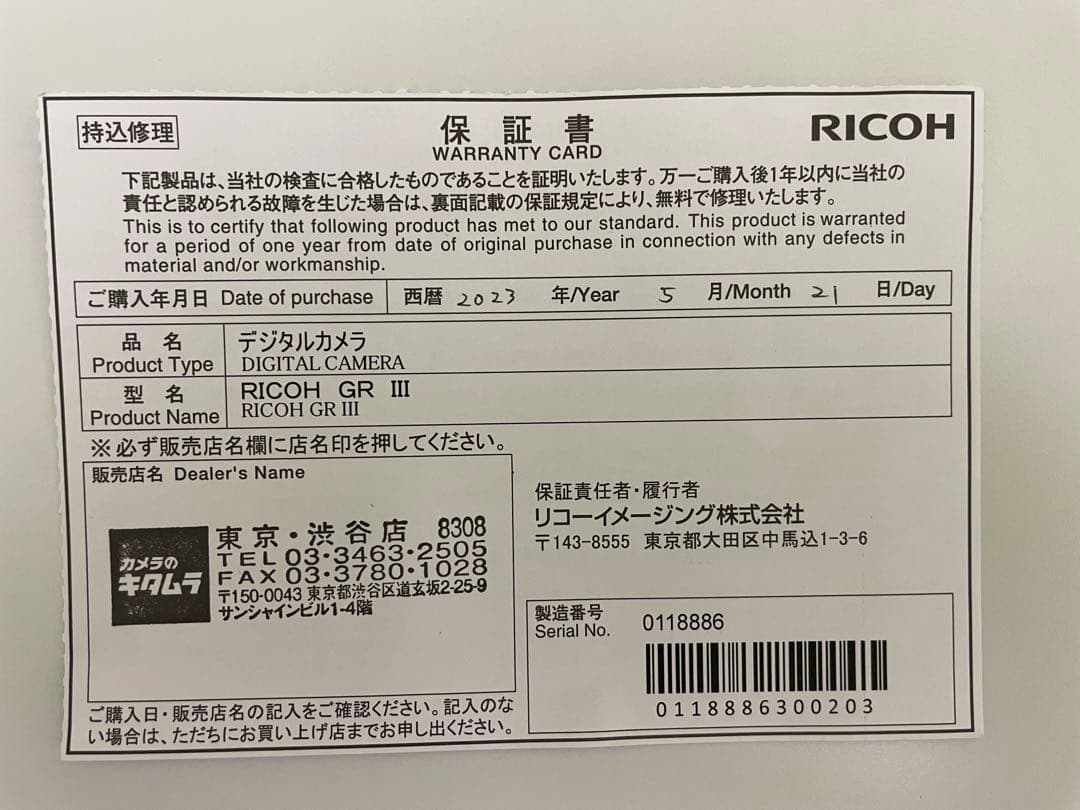 持込修理
保証書
RICOH
WARRANTY CARD
下記製品は、当社の検査に合格したものであることを証明いたします。万一ご購入後1年以内に当社の
責任と認められる故障を生じた場合は、裏面記載の保証規定により、無料で修理いたします。
This is to certify that following product has met to our standard. This product is warranted
for a period of one year from date of original purchase in connection with any defects in
material and/or workmanship.
ご購入年月日 Date of purchase 西暦 2023 年/Year 5 月/Month 21 日/Day
品 名 デジタルカメラ
Product Type DIGITAL CAMERA
型 名 RICOH GR III
Product Name RICOH GR III
※必ず販売店名欄に店名印を押してください。
販売店名 Dealer's Name
カメラの
キタムラ
東京・渋谷店 8308
TEL 03・3463・2505
FAX 03・3780・1028
〒150-0043 東京都渋谷区道玄坂2-25-9
サンシャインビル1-4階
ご購入日・販売店名の記入をご確認ください。記入のな
い場合は、ただちにお買い上げ店までお申し出ください。
保証責任者・履行者
リコーイメージング株式会社
〒143-8555 東京都大田区中馬込1-3-6
製造番号
Serial No. 0118886
0118886300203